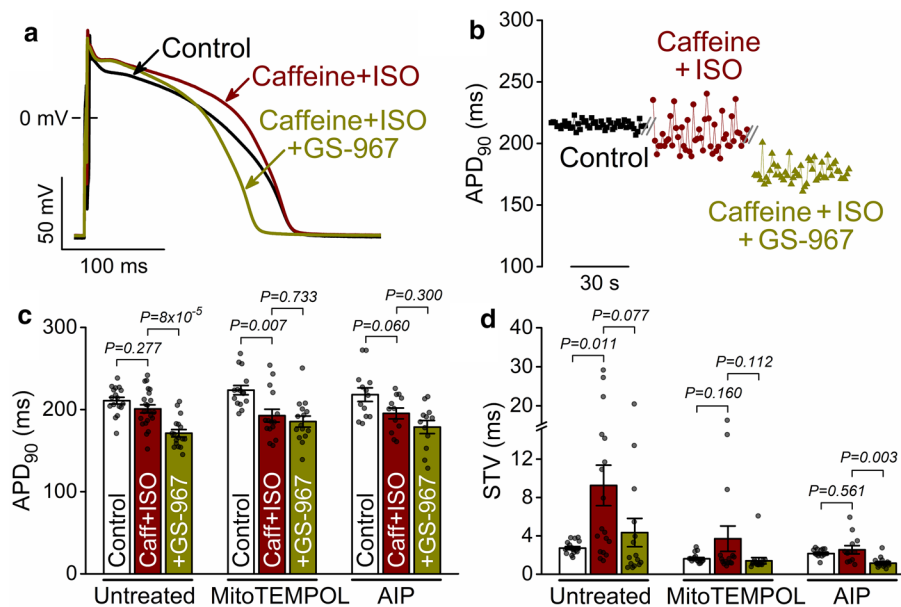 a
Control
Caffeine+ISO
0 mV
Caffeine+ISO
+GS-967
50 mV
100 ms
b
300
250
200
150
100
APD90 (ms)
Caffeine
+ ISO
Control
Caffeine + ISO
+ GS-967
30 s
c
300
200
100
0
APD90 (ms)
P=0.277
P=8x10-5
P=0.007
P=0.733
P=0.060
P=0.300
Control
Caff+ISO
+GS-967
Control
Caff+ISO
+GS-967
Control
Caff+ISO
+GS-967
Untreated
MitoTEMPOL
AIP
d
40
30
20
12
8
4
0
STV (ms)
P=0.011
P=0.077
P=0.160
P=0.112
P=0.561
P=0.003
Untreated
MitoTEMPOL
AIP